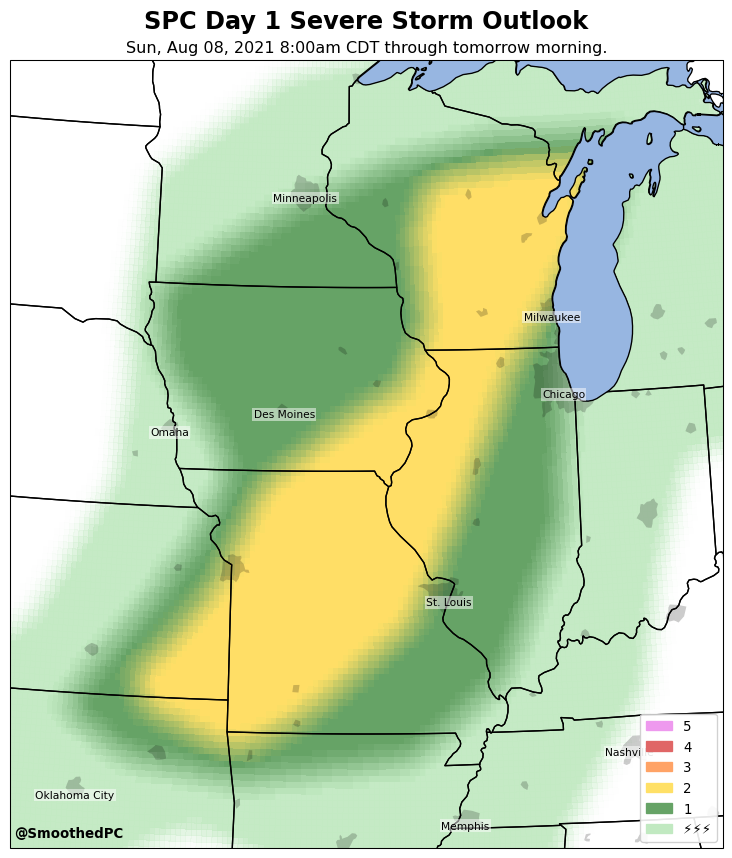 SPC Day 1 Severe Storm Outlook
Sun, Aug 08, 2021 8:00am CDT through tomorrow morning.
Minneapolis
Milwaukee
Chicago
Des Moines
Omaha
St. Louis
Nashvi
Oklahoma City
Memphis
5
4
3
2
1
⚡⚡⚡
@SmoothedPC